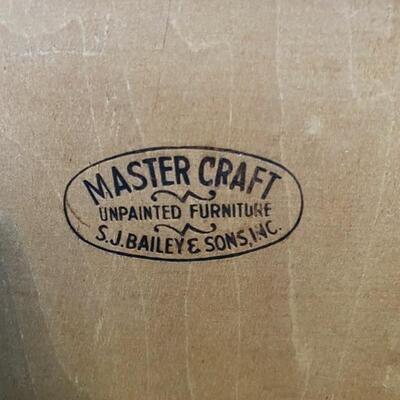 MASTER CRAFT
UNPAINTED FURNITURE
S.J. BAILEY & SONS, INC.